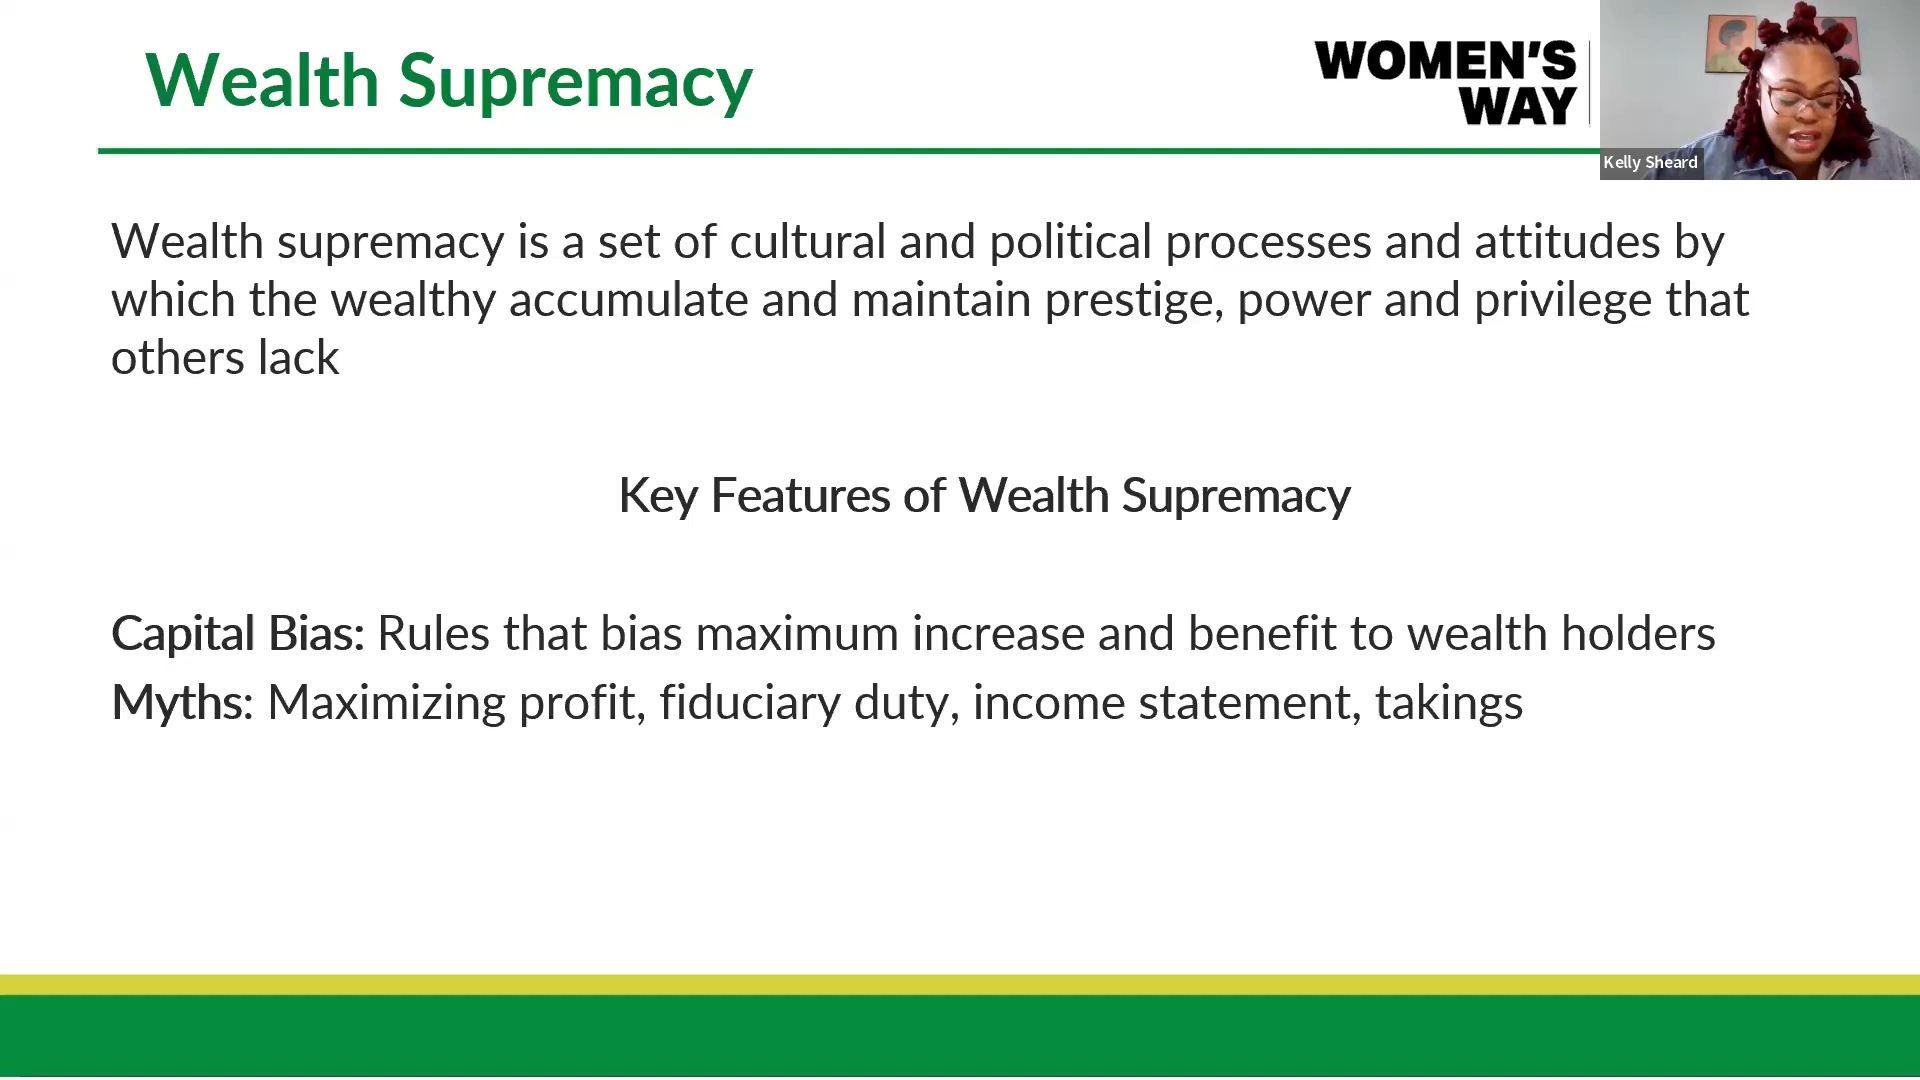 Wealth Supremacy
WOMEN'S
WAY
Kelly Sheard
Wealth supremacy is a set of cultural and political processes and attitudes by
which the wealthy accumulate and maintain prestige, power and privilege that
others lack
Key Features of Wealth Supremacy
Capital Bias: Rules that bias maximum increase and benefit to wealth holders
Myths: Maximizing profit, fiduciary duty, income statement, takings